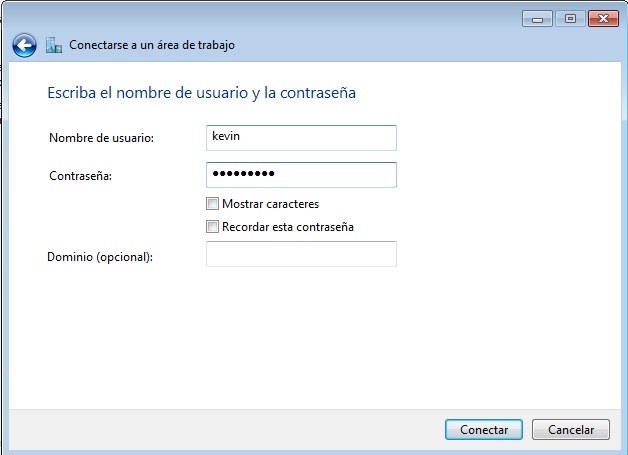 Conectarse a un área de trabajo
Escriba el nombre de usuario y la contraseña
Nombre de usuario: kevin
Contraseña: •••••••••
Mostrar caracteres
Recordar esta contraseña
Dominio (opcional):
Conectar Cancelar